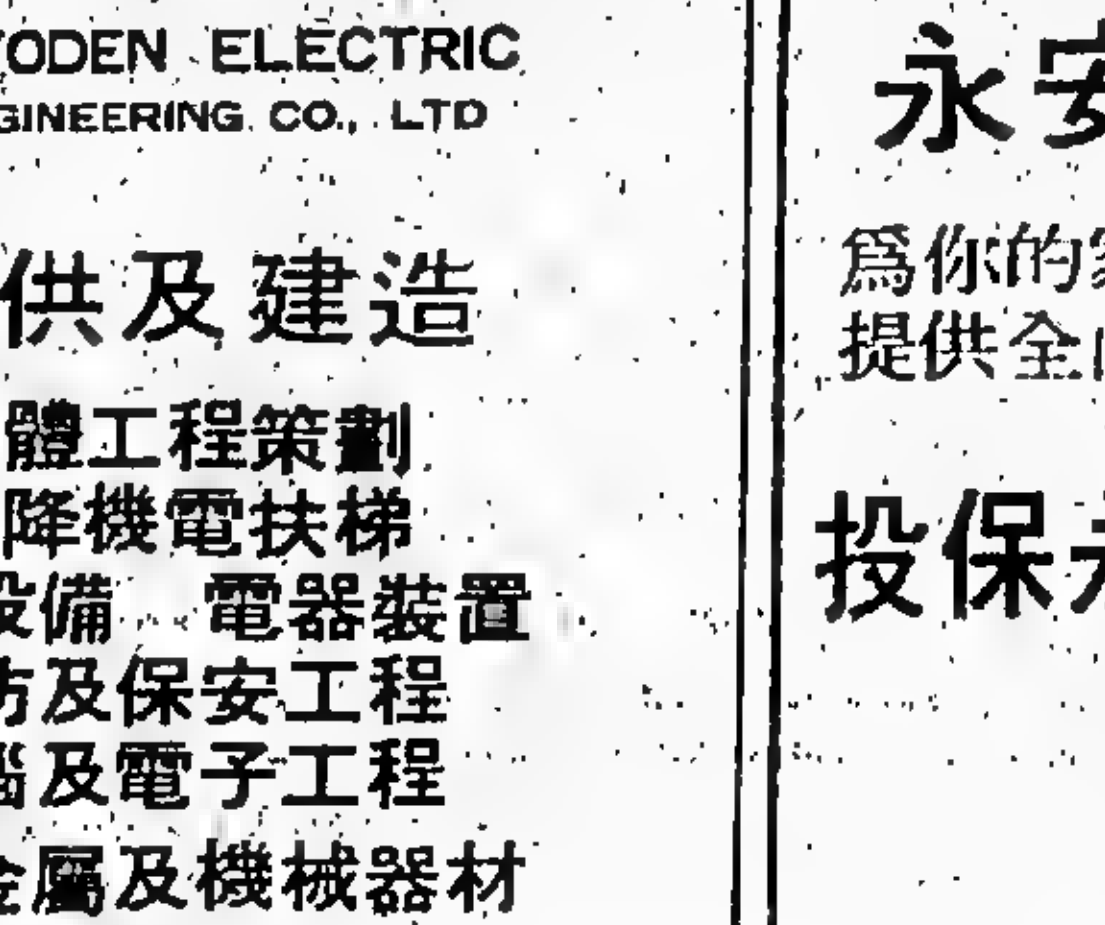 ODEN ELECTRIC
GINEERING CO., LTD
供及建造
體工程策劃
降機電扶梯
設備 電器裝置
防及保安工程
腦及電子工程
金屬及機械器材
永安
爲你的家
提供全
投保永